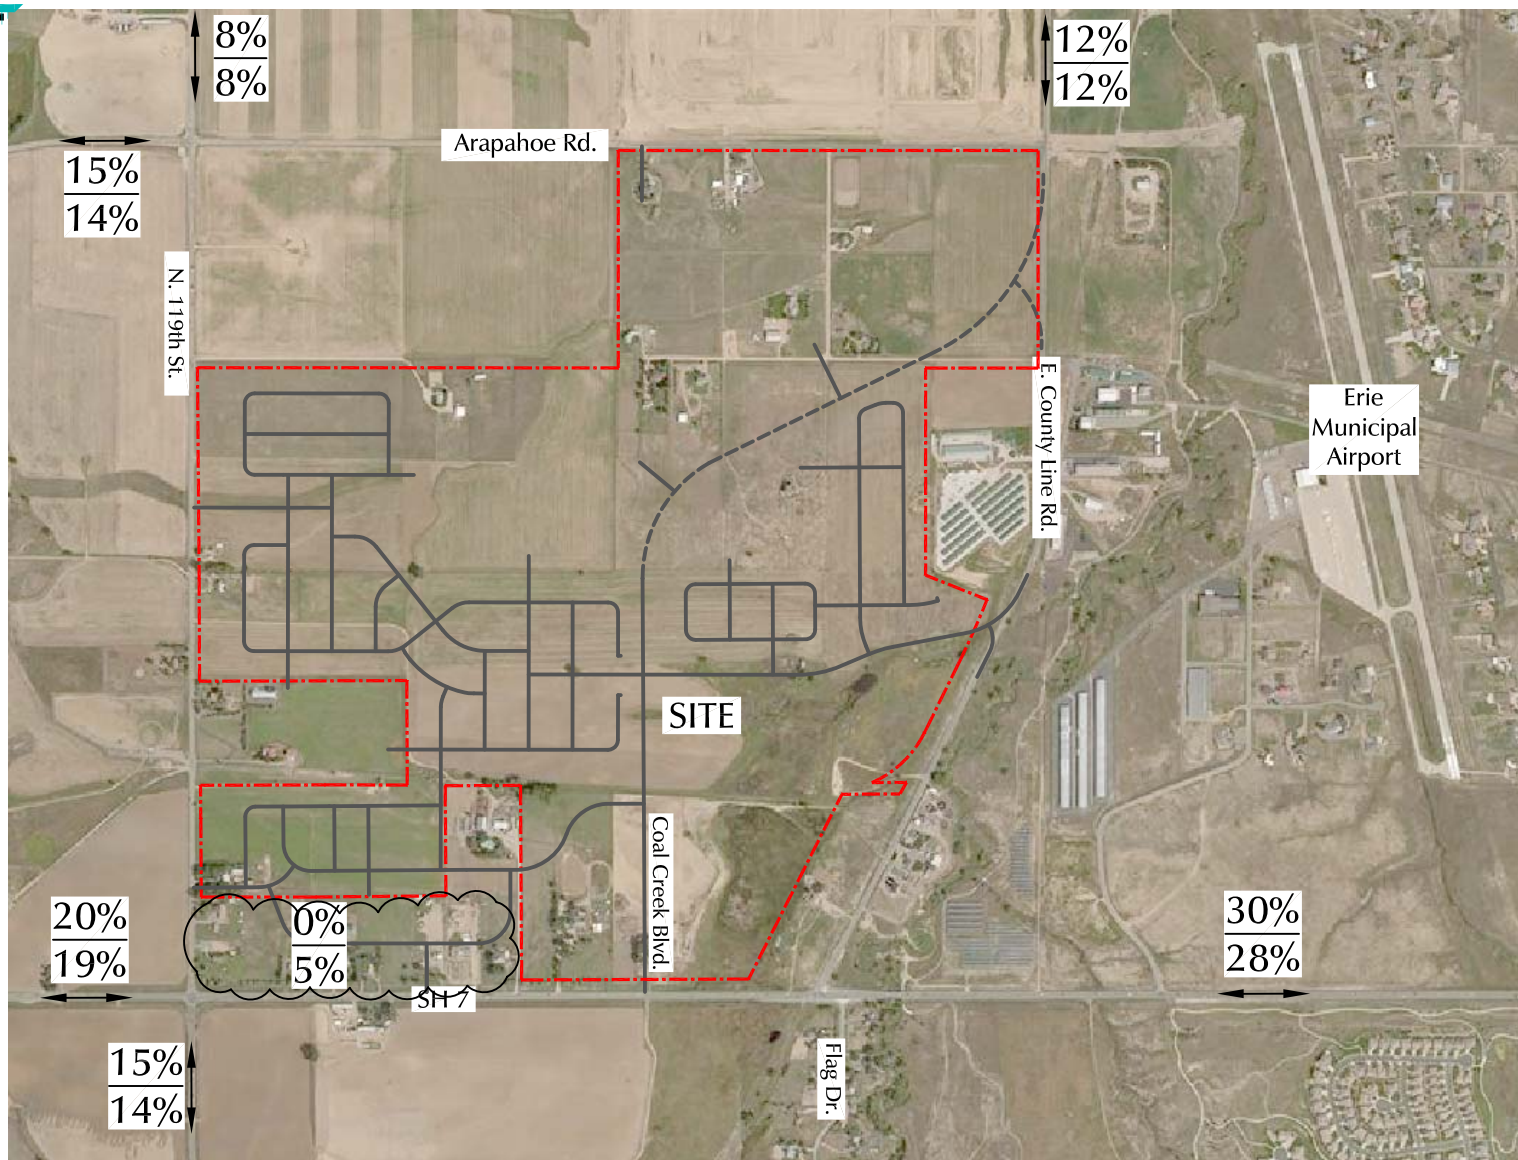 8%
8%
12%
12%
Arapahoe Rd.
15%
14%
N. 119th St.
E. County Line Rd.
Erie
Municipal
Airport
SITE
Coal Creek Blvd.
20%
19%
0%
5%
30%
28%
SH 7
15%
14%
Flag Dr.